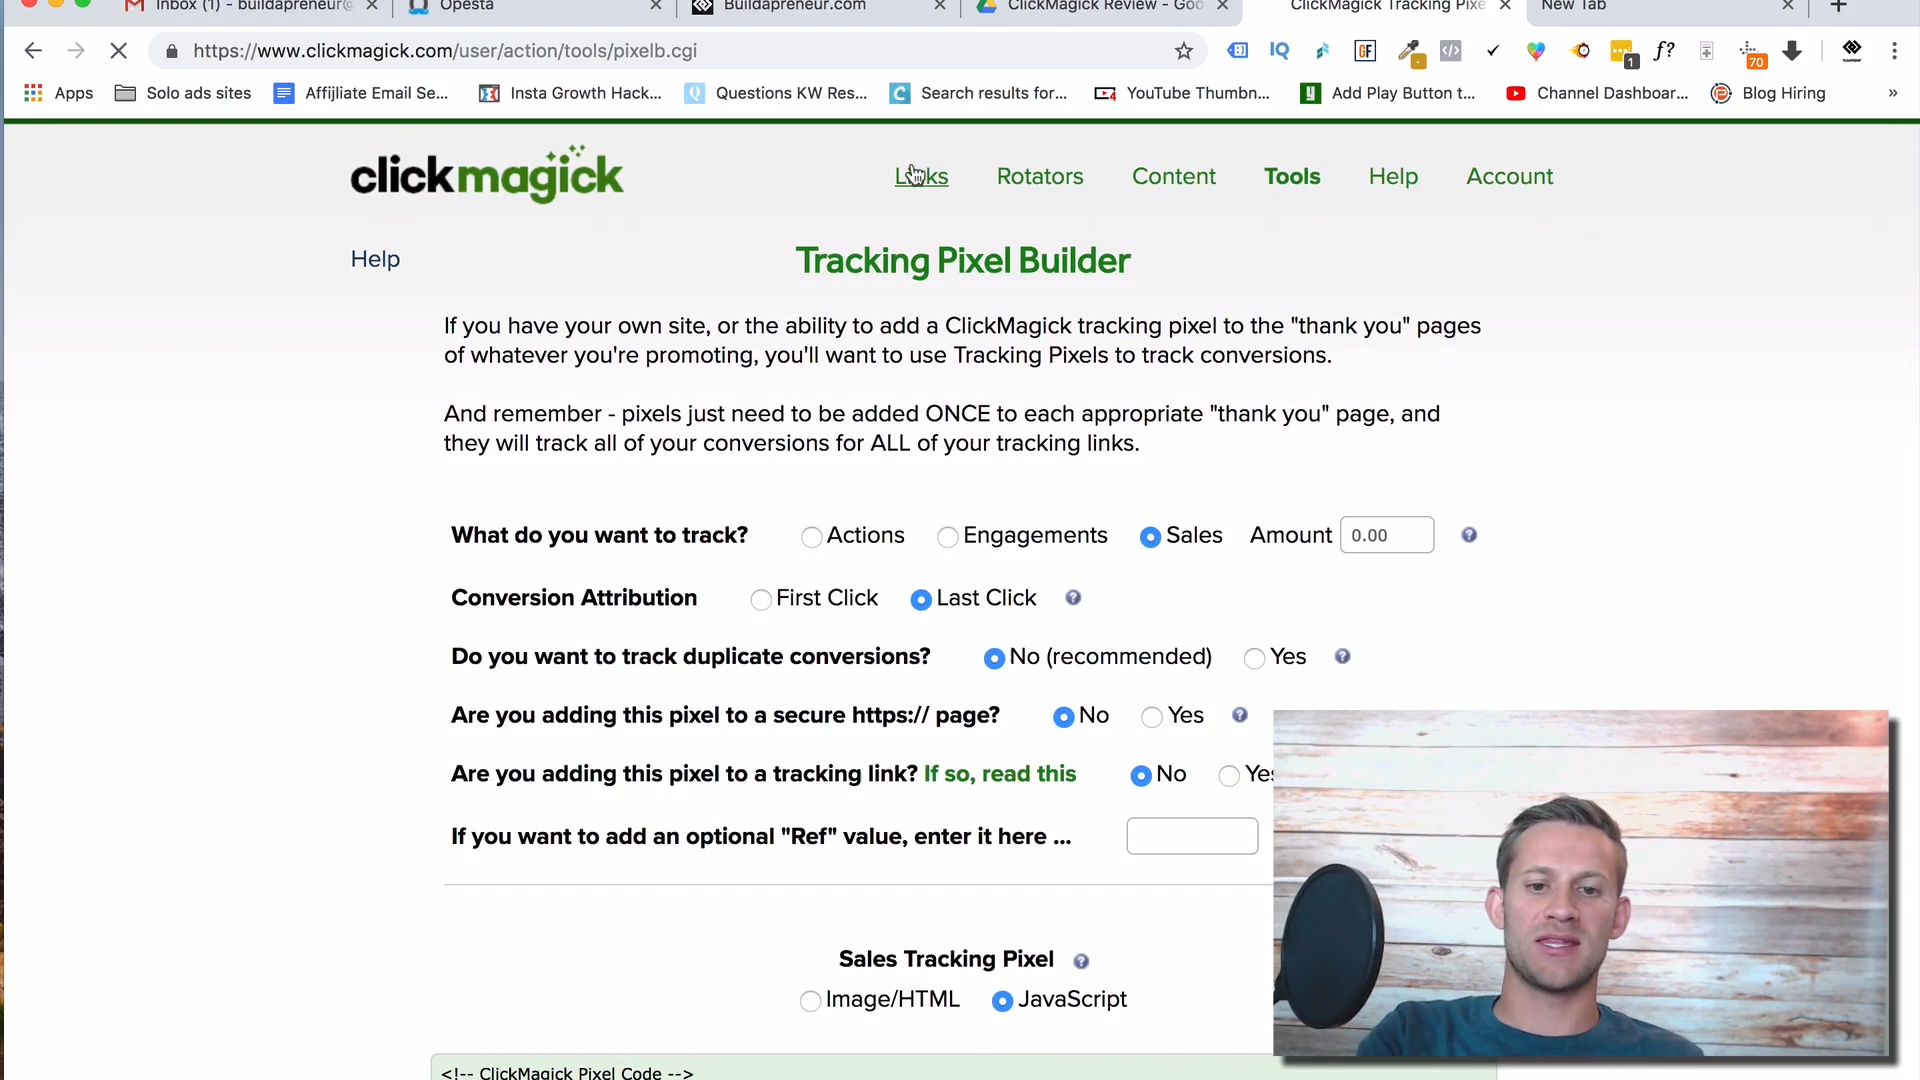 Inbox (1) - buildapreneur@
Opesta
Buildapreneur.com
ClickMagick Review - Goo
ClickMagick Tracking Pixe
New Tab
https://www.clickmagick.com/user/action/tools/pixelb.cgi
IQ
GF
1
f?
70
Apps
Solo ads sites
Affijliate Email Se...
Insta Growth Hack...
Questions KW Res...
Search results for...
YouTube Thumbn...
Add Play Button t...
Channel Dashboar...
Blog Hiring
»
clickmagick
Links
Rotators
Content
Tools
Help
Account
Help
Tracking Pixel Builder
If you have your own site, or the ability to add a ClickMagick tracking pixel to the "thank you" pages
of whatever you're promoting, you'll want to use Tracking Pixels to track conversions.
And remember - pixels just need to be added ONCE to each appropriate "thank you" page, and
they will track all of your conversions for ALL of your tracking links.
What do you want to track? Actions Engagements Sales Amount 0.00 ?
Conversion Attribution First Click Last Click ?
Do you want to track duplicate conversions? No (recommended) Yes ?
Are you adding this pixel to a secure https:// page? No Yes ?
Are you adding this pixel to a tracking link? If so, read this No Yes
If you want to add an optional "Ref" value, enter it here ...
Sales Tracking Pixel ?
Image/HTML JavaScript
<!-- ClickMagick Pixel Code -->